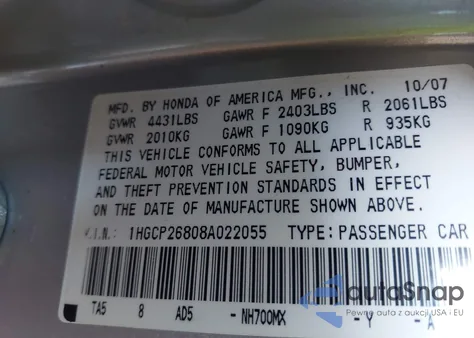 MFD. BY HONDA OF AMERICA MFG., INC. 10/07
GVWR 4431LBS GAWR F 2403LBS R 2061LBS
GVWR 2010KG GAWR F 1090KG R 935KG
THIS VEHICLE CONFORMS TO ALL APPLICABLE
FEDERAL MOTOR VEHICLE SAFETY, BUMPER,
AND THEFT PREVENTION STANDARDS IN EFFECT
ON THE DATE OF MANUFACTURE SHOWN ABOVE.
V.I.N.: 1HGCP26808A022055 TYPE:PASSENGER CAR
TA5 8 AD5 - NH700MX - Y - A
autoSnap
Pewne auta z aukcji USA i EU